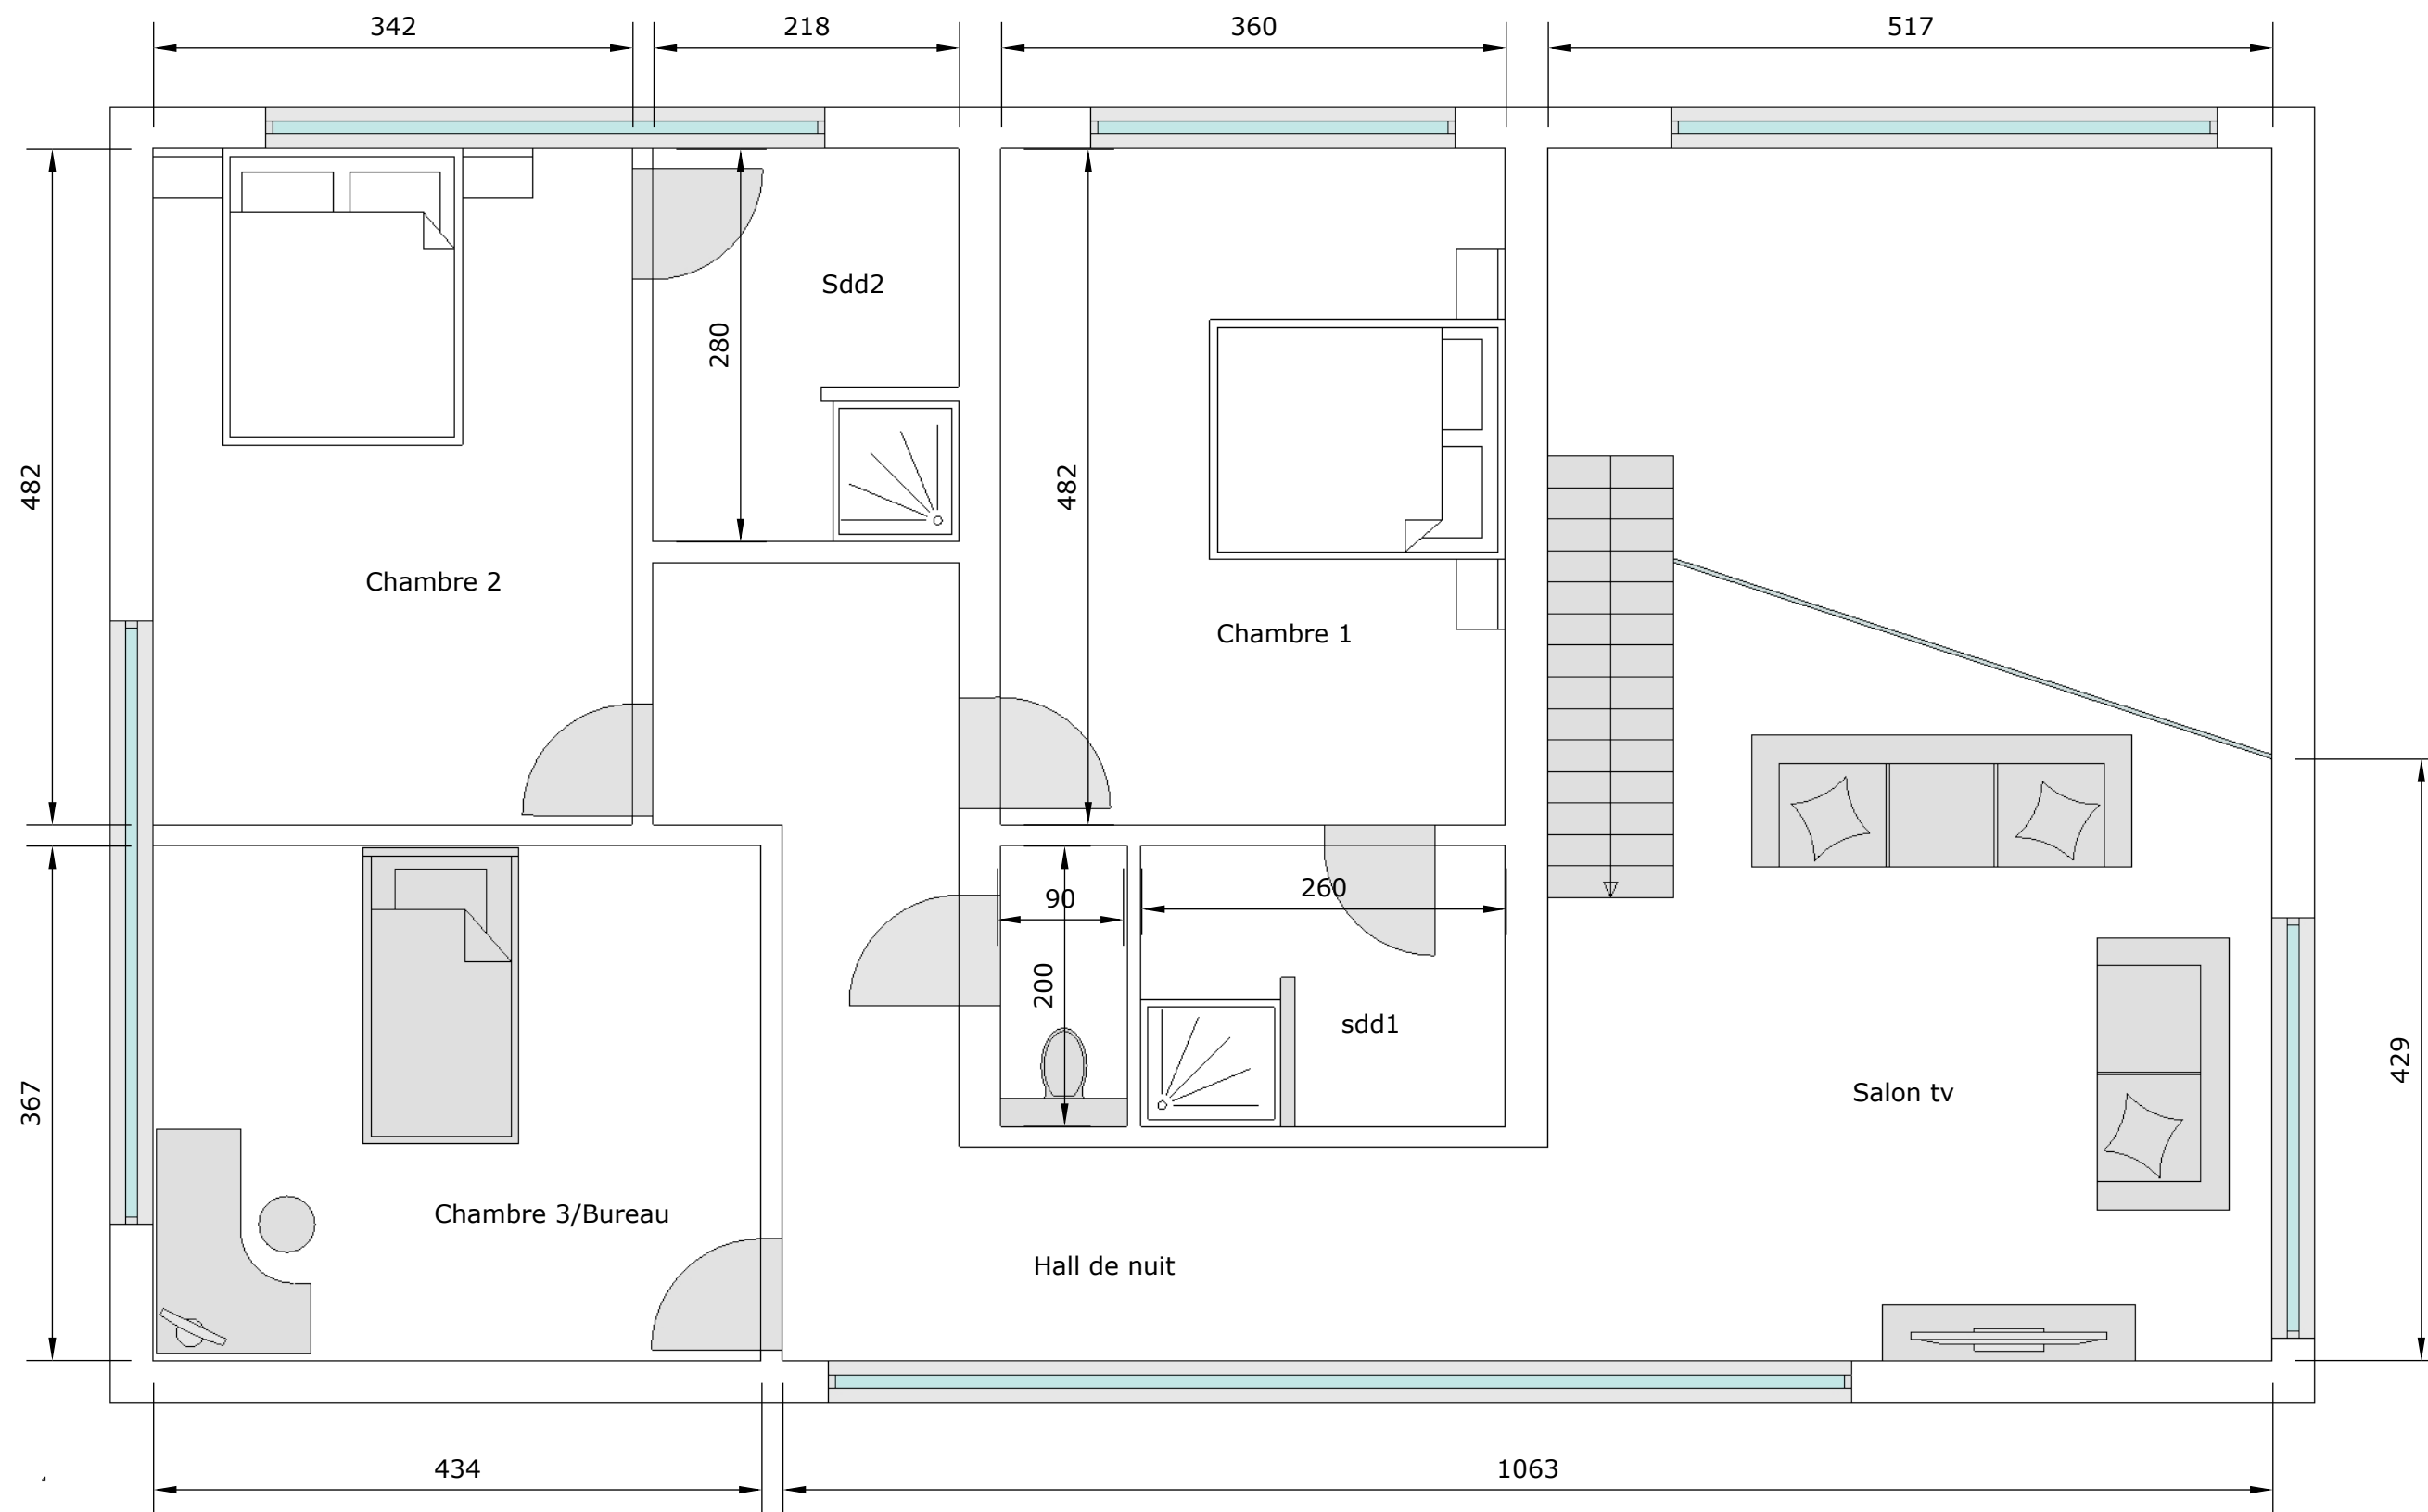 342
218
360
517
Sdd2
280
482
482
Chambre 2
Chambre 1
260
90
200
sdd1
429
Salon tv
367
Chambre 3/Bureau
Hall de nuit
434
1063